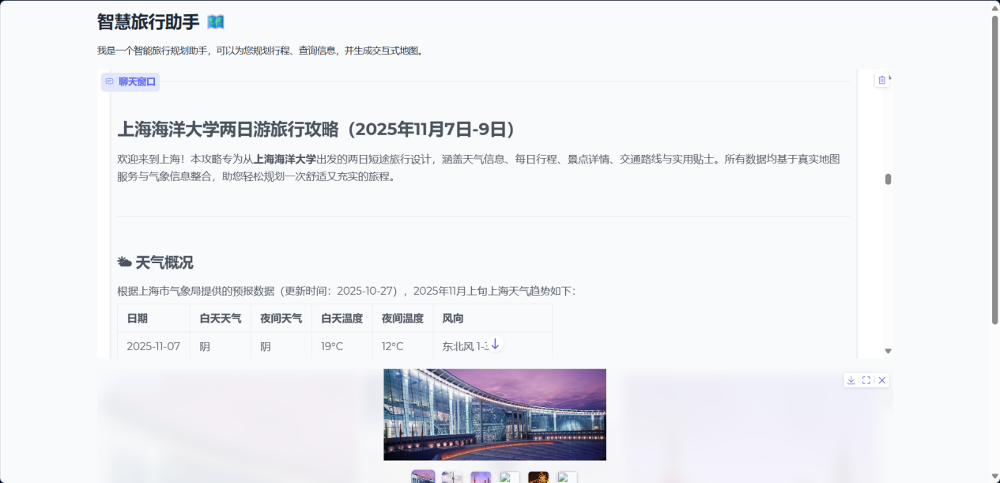 智慧旅行助手
我是一个智能旅行规划助手，可以为您规划行程、查询信息，并生成交互式地图。
聊天窗口
上海海洋大学两日游旅行攻略（2025年11月7日-9日）
欢迎来到上海！本攻略专为从上海海洋大学出发的两日短途旅行设计，涵盖天气信息、每日行程、景点详情、交通路线与实用贴士。所有数据均基于真实地图
服务与气象信息整合，助您轻松规划一次舒适又充实的旅程。
天气概况
根据上海市气象局提供的预报数据（更新时间：2025-10-27），2025年11月上旬上海天气趋势如下：
日期 白天天气 夜间天气 白天温度 夜间温度 风向
2025-11-07 阴 阴 19°C 12°C 东北风